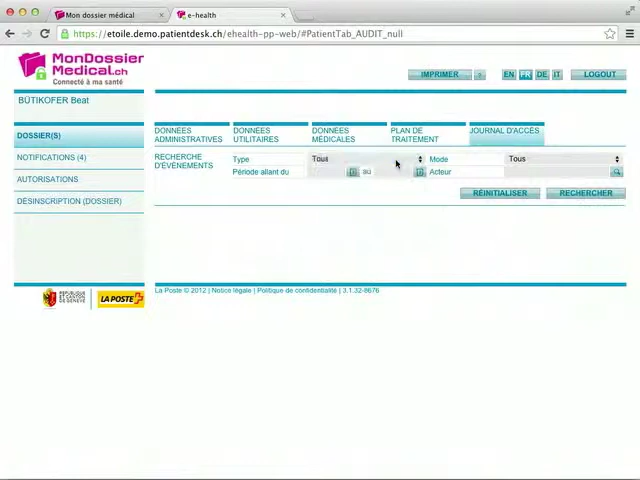 Mon dossier médical
e-health
https://etoile.demo.patientdesk.ch/ehealth-pp-web/#PatientTab_AUDIT_null
MonDossier
Medical.ch
Connecté à ma santé
IMPRIMER
?
EN FR DE IT
LOGOUT
BÜTIKOFER Beat
DOSSIER(S)
NOTIFICATIONS (4)
AUTORISATIONS
DÉSINSCRIPTION (DOSSIER)
DONNÉES ADMINISTRATIVES
DONNÉES UTILITAIRES
DONNÉES MÉDICALES
PLAN DE TRAITEMENT
JOURNAL D'ACCÈS
RECHERCHE D'ÉVÉNEMENTS
Type
Tous
Mode
Tous
Période allant du
au
Acteur
RÉINITIALISER
RECHERCHER
REPUBLIQUE
ET CANTON
DE GENEVE
LA POSTE
La Poste © 2012 | Notice légale | Politique de confidentialité | 3.1.32-8676